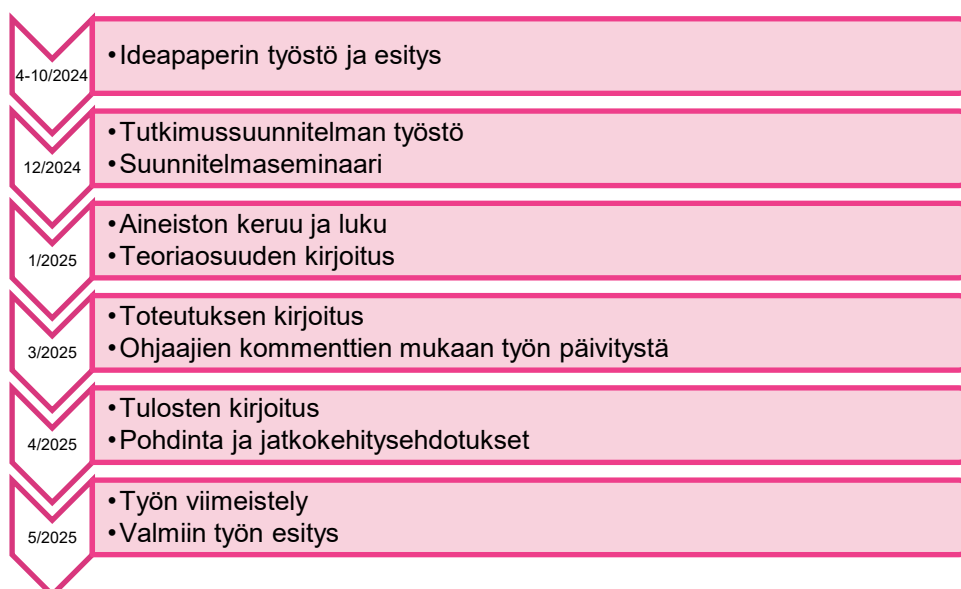 4-10/2024
•Ideapaperin työstö ja esitys
12/2024
•Tutkimussuunnitelman työstö
•Suunnitelmaseminaari
1/2025
•Aineiston keruu ja luku
•Teoriaosuuden kirjoitus
3/2025
•Toteutuksen kirjoitus
•Ohjaajien kommenttien mukaan työn päivitystä
4/2025
•Tulosten kirjoitus
•Pohdinta ja jatkokehitysehdotukset
5/2025
•Työn viimeistely
•Valmiin työn esitys